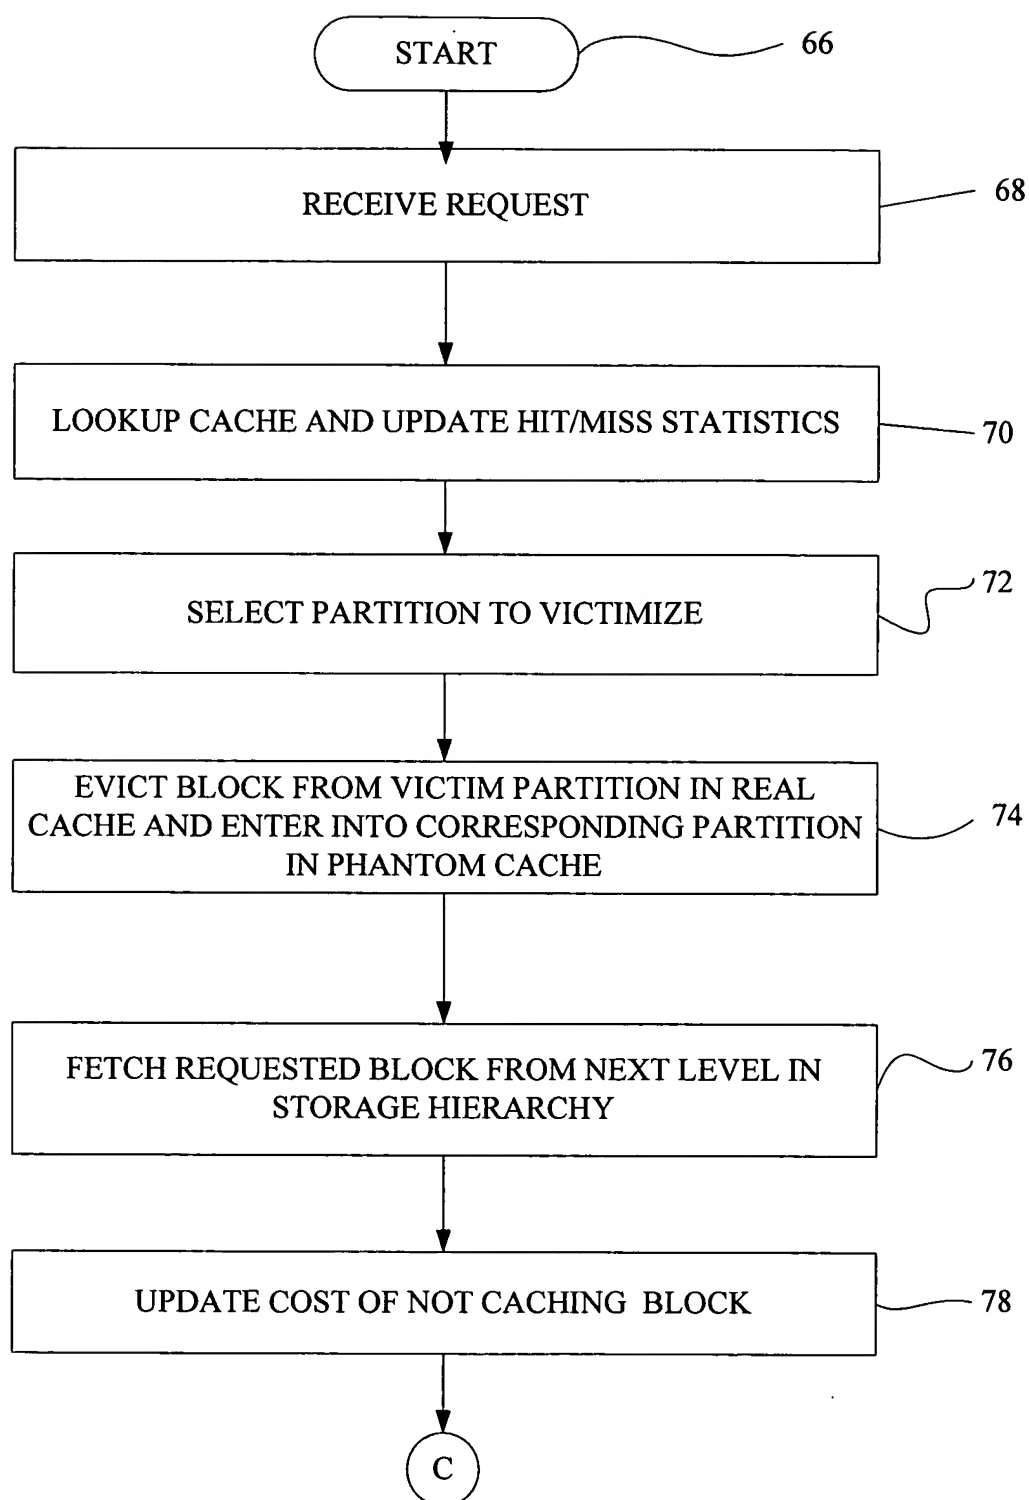 START
66
RECEIVE REQUEST
68
LOOKUP CACHE AND UPDATE HIT/MISS STATISTICS
70
SELECT PARTITION TO VICTIMIZE
72
EVICT BLOCK FROM VICTIM PARTITION IN REAL
CACHE AND ENTER INTO CORRESPONDING PARTITION
IN PHANTOM CACHE
74
FETCH REQUESTED BLOCK FROM NEXT LEVEL IN
STORAGE HIERARCHY
76
UPDATE COST OF NOT CACHING BLOCK
78
C